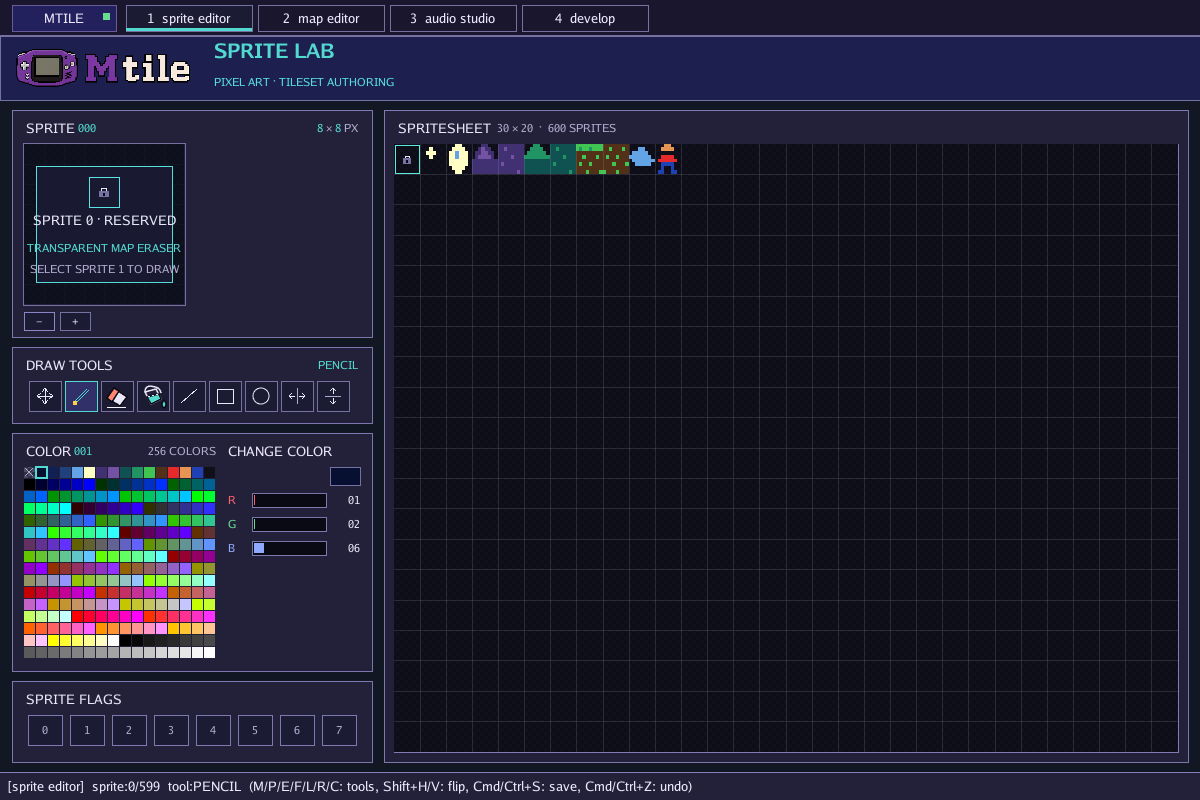 MTILE
1 sprite editor
2 map editor
3 audio studio
4 develop
Mtile
SPRITE LAB
PIXEL ART · TILESET AUTHORING
SPRITE 000
8 × 8 PX
SPRITE 0 · RESERVED
TRANSPARENT MAP ERASER
SELECT SPRITE 1 TO DRAW
− +
DRAW TOOLS
PENCIL
COLOR 001
256 COLORS
CHANGE COLOR
R 01
G 02
B 06
SPRITE FLAGS
0 1 2 3 4 5 6 7
SPRITESHEET 30 × 20 · 600 SPRITES
[sprite editor] sprite:0/599 tool:PENCIL (M/P/E/F/L/R/C: tools, Shift+H/V: flip, Cmd/Ctrl+S: save, Cmd/Ctrl+Z: undo)